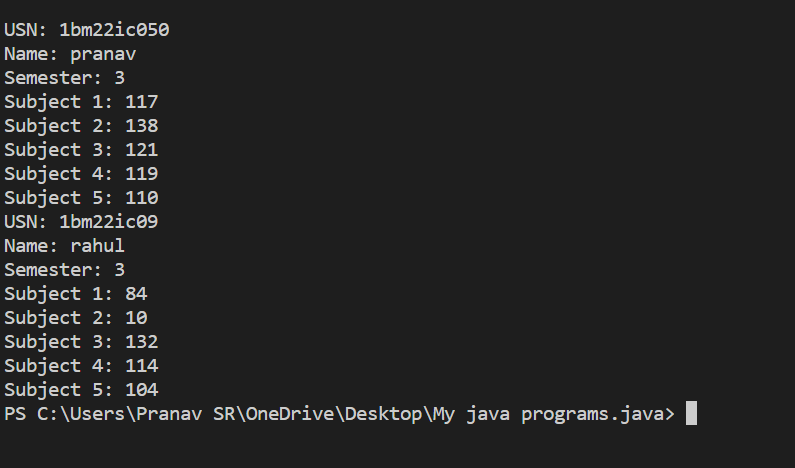 USN: 1bm22ic050
Name: pranav
Semester: 3
Subject 1: 117
Subject 2: 138
Subject 3: 121
Subject 4: 119
Subject 5: 110
USN: 1bm22ic09
Name: rahul
Semester: 3
Subject 1: 84
Subject 2: 10
Subject 3: 132
Subject 4: 114
Subject 5: 104
PS C:\Users\Pranav SR\OneDrive\Desktop\My java programs.java>